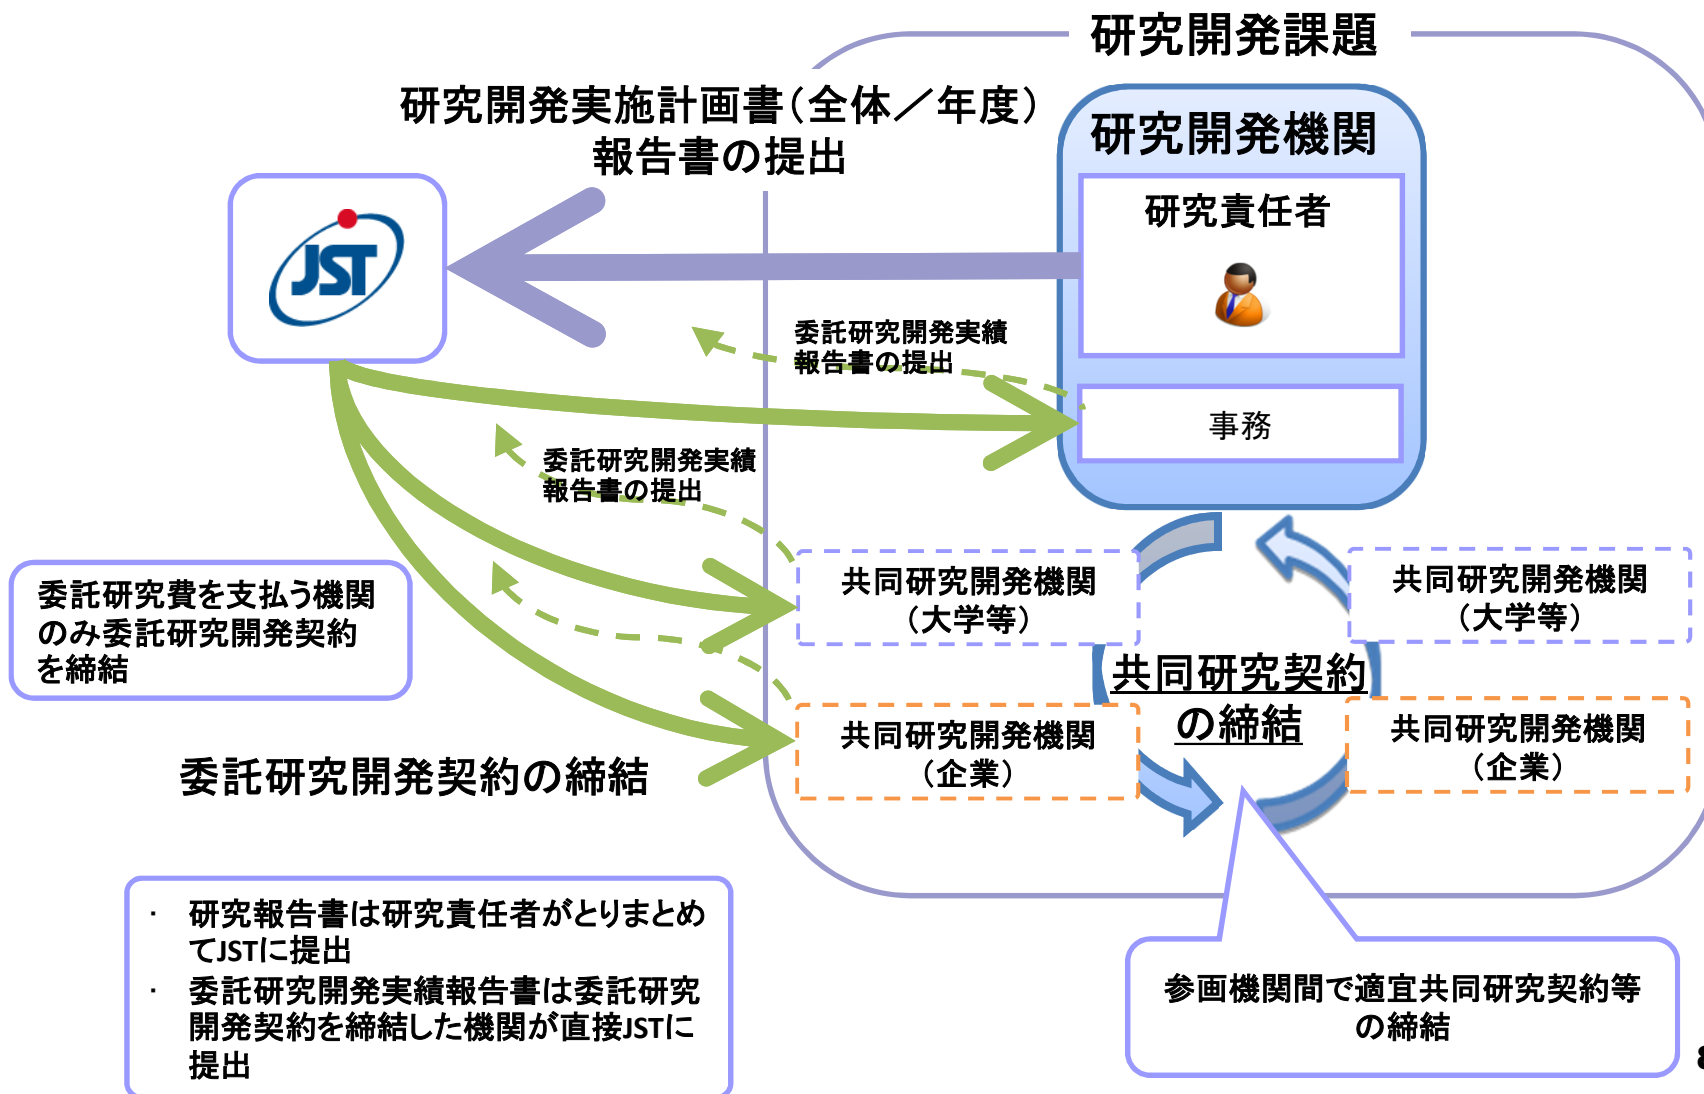 研究開発課題
研究開発実施計画書（全体／年度）
報告書の提出
研究開発機関
研究責任者
JST
委託研究開発実績
報告書の提出
事務
委託研究開発実績
報告書の提出
委託研究費を支払う機関
のみ委託研究開発契約
を締結
共同研究開発機関
（大学等）
共同研究開発機関
（大学等）
共同研究契約
の締結
共同研究開発機関
（企業）
共同研究開発機関
（企業）
委託研究開発契約の締結
・ 研究報告書は研究責任者がとりまとめ
てJSTに提出
・ 委託研究開発実績報告書は委託研究
開発契約を締結した機関が直接JSTに
提出
参画機関間で適宜共同研究契約等
の締結
8